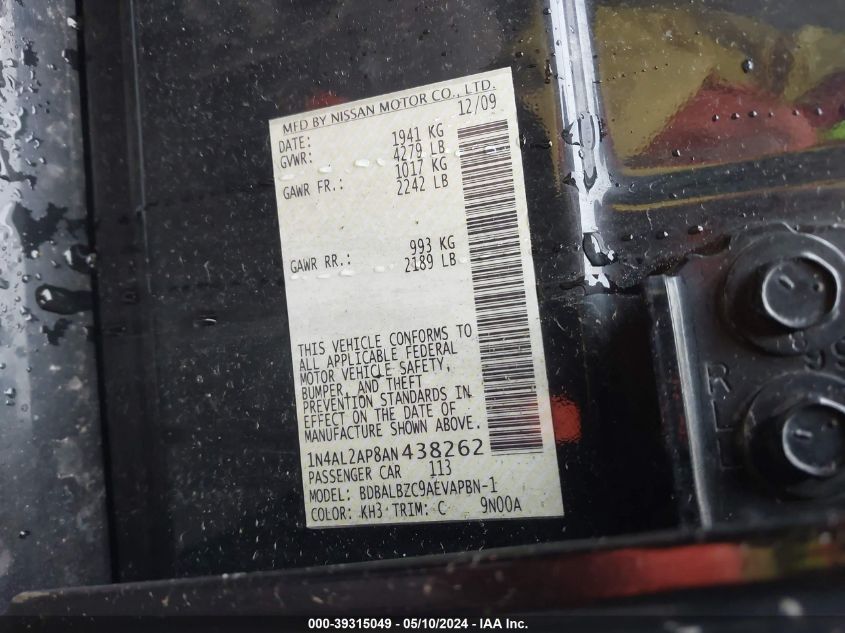 MFD BY NISSAN MOTOR CO., LTD.
DATE: 12/09
GVWR: 1941 KG
4279 LB
GAWR FR.: 1017 KG
2242 LB
GAWR RR.: 993 KG
2189 LB
THIS VEHICLE CONFORMS TO
ALL APPLICABLE FEDERAL
MOTOR VEHICLE SAFETY,
BUMPER, AND THEFT
PREVENTION STANDARDS IN
EFFECT ON THE DATE OF
MANUFACTURE SHOWN ABOVE.
1N4AL2AP8AN438262
PASSENGER CAR 113
MODEL: BDBALBZC9AEVAPBN-1
COLOR: KH3 TRIM: C 9N00A
000-39315049 - 05/10/2024 - IAA Inc.